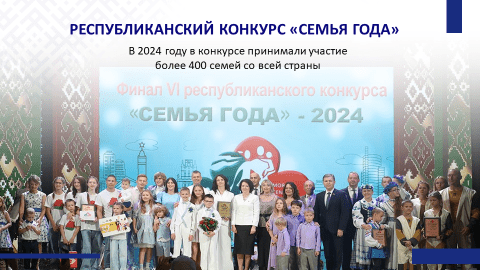 РЕСПУБЛИКАНСКИЙ КОНКУРС «СЕМЬЯ ГОДА»
В 2024 году в конкурсе принимали участие
более 400 семей со всей страны
Финал VI республиканского конкурса
«СЕМЬЯ ГОДА» - 2024